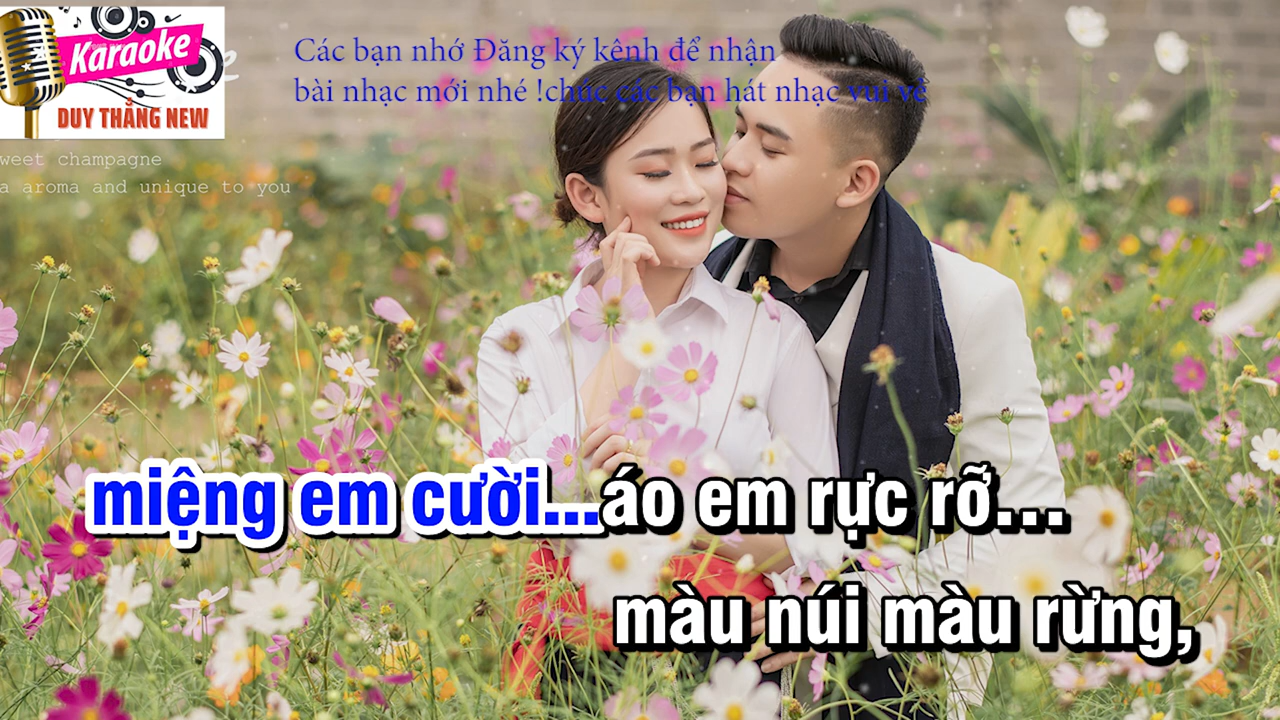 Karaoke
DUY THẮNG NEW
Các bạn nhớ Đăng ký kênh để nhận
bài nhạc mới nhé !chúc các bạn hát nhạc vui vẻ
weet champagne
a aroma and unique to you
miệng em cười...áo em rực rỡ...
màu núi màu rừng,